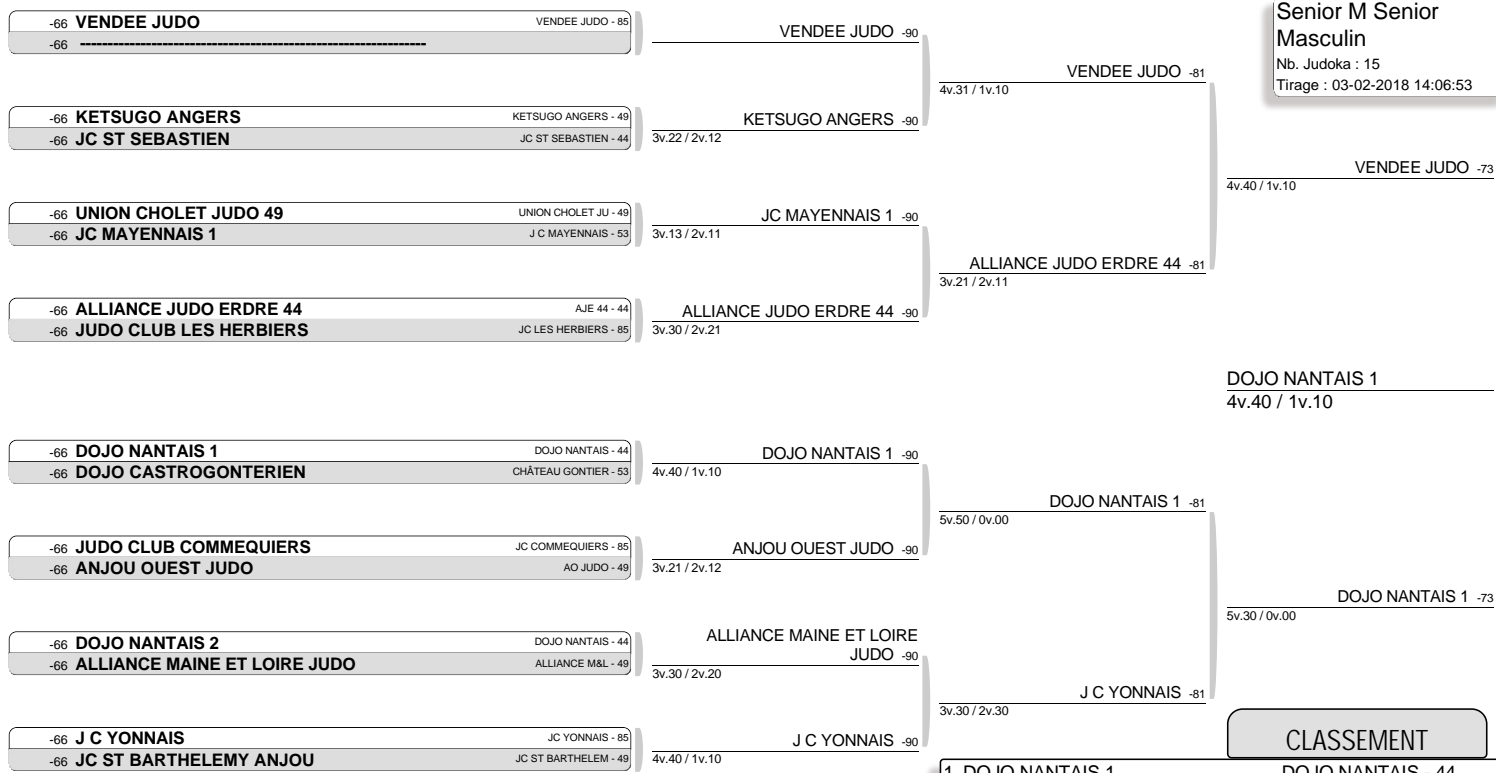 Senior M Senior
Masculin
Nb. Judoka : 15
Tirage : 03-02-2018 14:06:53
-66 VENDEE JUDO VENDEE JUDO - 85
-66 ----------------------------------------------------------------
VENDEE JUDO -90
-66 KETSUGO ANGERS KETSUGO ANGERS - 49
-66 JC ST SEBASTIEN JC ST SEBASTIEN - 44
KETSUGO ANGERS -90
3v.22 / 2v.12
VENDEE JUDO -81
4v.31 / 1v.10
-66 UNION CHOLET JUDO 49 UNION CHOLET JU - 49
-66 JC MAYENNAIS 1 J C MAYENNAIS - 53
JC MAYENNAIS 1 -90
3v.13 / 2v.11
-66 ALLIANCE JUDO ERDRE 44 AJE 44 - 44
-66 JUDO CLUB LES HERBIERS JC LES HERBIERS - 85
ALLIANCE JUDO ERDRE 44 -90
3v.30 / 2v.21
ALLIANCE JUDO ERDRE 44 -81
3v.21 / 2v.11
VENDEE JUDO -73
4v.40 / 1v.10
DOJO NANTAIS 1
4v.40 / 1v.10
-66 DOJO NANTAIS 1 DOJO NANTAIS - 44
-66 DOJO CASTROGONTERIEN CHÂTEAU GONTIER - 53
DOJO NANTAIS 1 -90
4v.40 / 1v.10
-66 JUDO CLUB COMMEQUIERS JC COMMEQUIERS - 85
-66 ANJOU OUEST JUDO AO JUDO - 49
ANJOU OUEST JUDO -90
3v.21 / 2v.12
DOJO NANTAIS 1 -81
5v.50 / 0v.00
-66 DOJO NANTAIS 2 DOJO NANTAIS - 44
-66 ALLIANCE MAINE ET LOIRE JUDO ALLIANCE M&L - 49
ALLIANCE MAINE ET LOIRE
JUDO -90
3v.30 / 2v.20
-66 J C YONNAIS JC YONNAIS - 85
-66 JC ST BARTHELEMY ANJOU JC ST BARTHELEM - 49
J C YONNAIS -90
4v.40 / 1v.10
J C YONNAIS -81
3v.30 / 2v.30
DOJO NANTAIS 1 -73
5v.30 / 0v.00
CLASSEMENT
1 DOJO NANTAIS 1 DOJO NANTAIS - 44